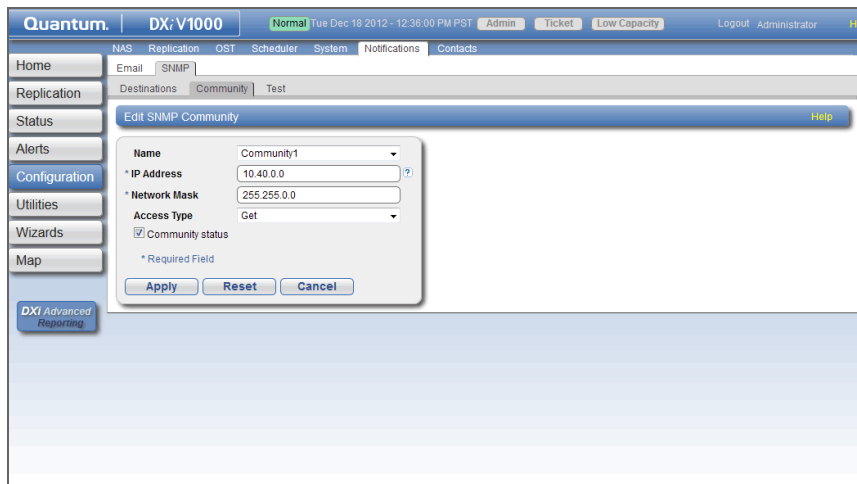 Quantum. DXi V1000 Normal Tue Dec 18 2012 - 12:36:00 PM PST Admin Ticket Low Capacity Logout Administrator
NAS Replication OST Scheduler System Notifications Contacts
Home
Replication
Status
Alerts
Configuration
Utilities
Wizards
Map
DXi Advanced
Reporting
Email SNMP
Destinations Community Test
Edit SNMP Community Help
Name Community1
* IP Address 10.40.0.0 ?
* Network Mask 255.255.0.0
Access Type Get
Community status
* Required Field
Apply Reset Cancel